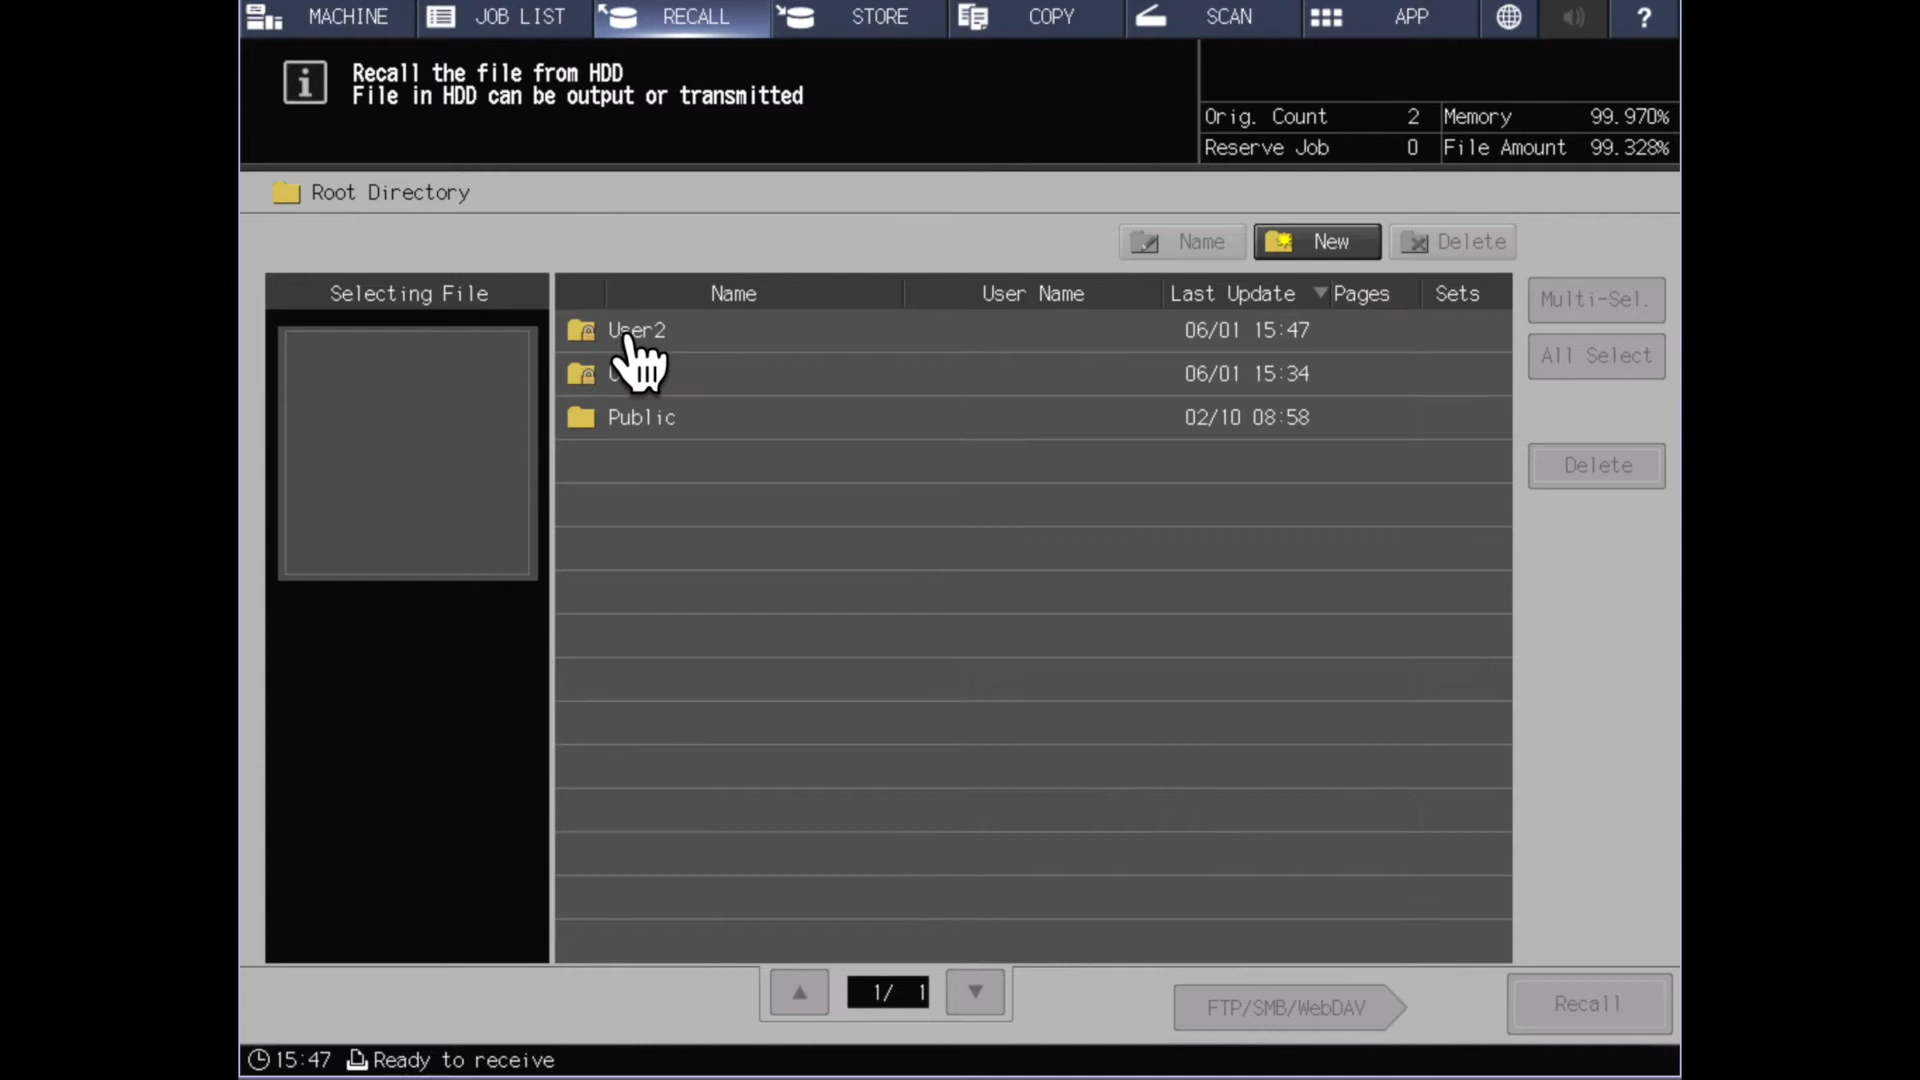 MACHINE JOB LIST RECALL STORE COPY SCAN APP ?
Recall the file from HDD
File in HDD can be output or transmitted
Orig. Count 2 Memory 99.970%
Reserve Job 0 File Amount 99.328%
Root Directory
Name New Delete
Selecting File Name User Name Last Update Pages Sets
Multi-Sel.
User2 06/01 15:47
All Select
06/01 15:34
Public 02/10 08:58
Delete
1/ 1
FTP/SMB/WebDAV Recall
15:47 Ready to receive